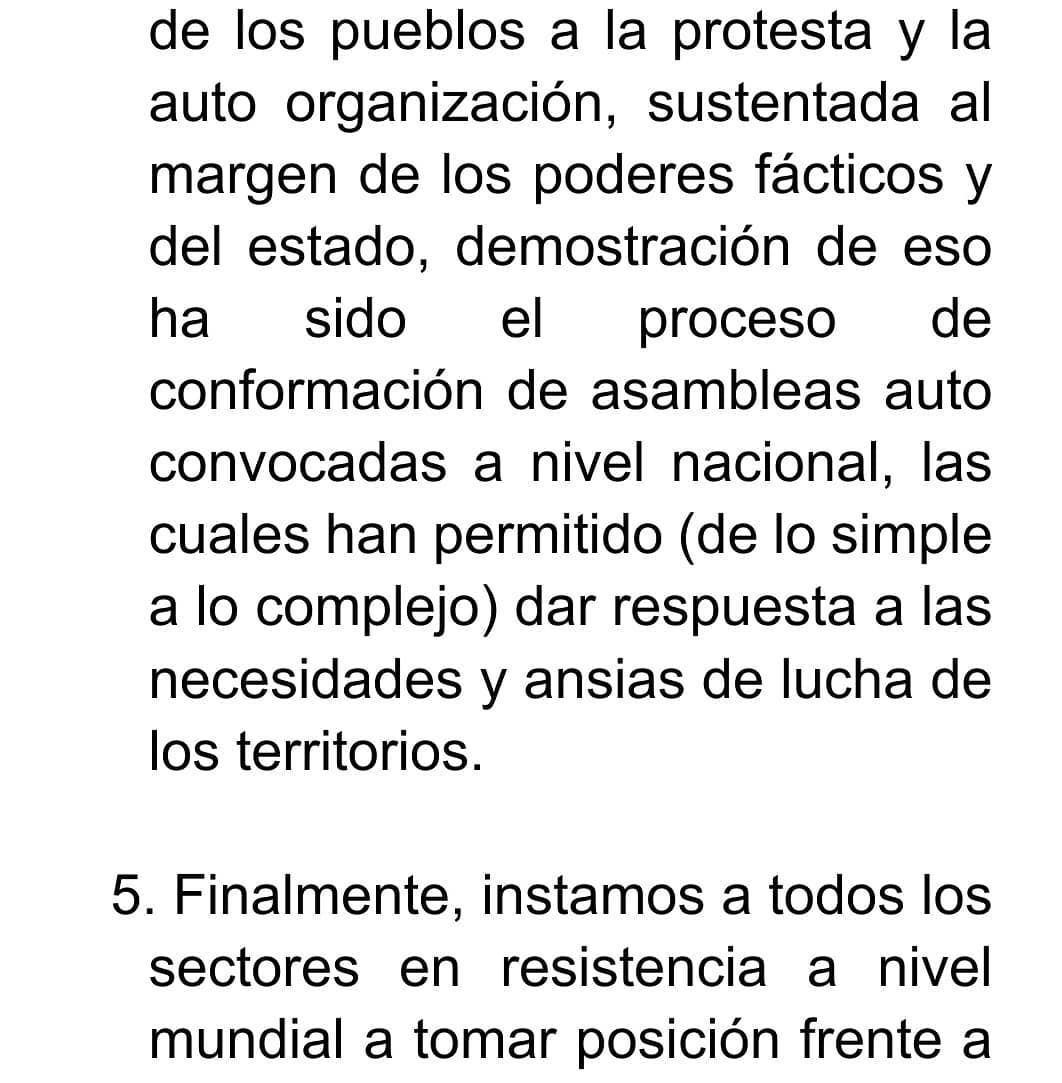 de los pueblos a la protesta y la
auto organización, sustentada al
margen de los poderes fácticos y
del estado, demostración de eso
ha sido el proceso de
conformación de asambleas auto
convocadas a nivel nacional, las
cuales han permitido (de lo simple
a lo complejo) dar respuesta a las
necesidades y ansias de lucha de
los territorios.
5. Finalmente, instamos a todos los
sectores en resistencia a nivel
mundial a tomar posición frente a